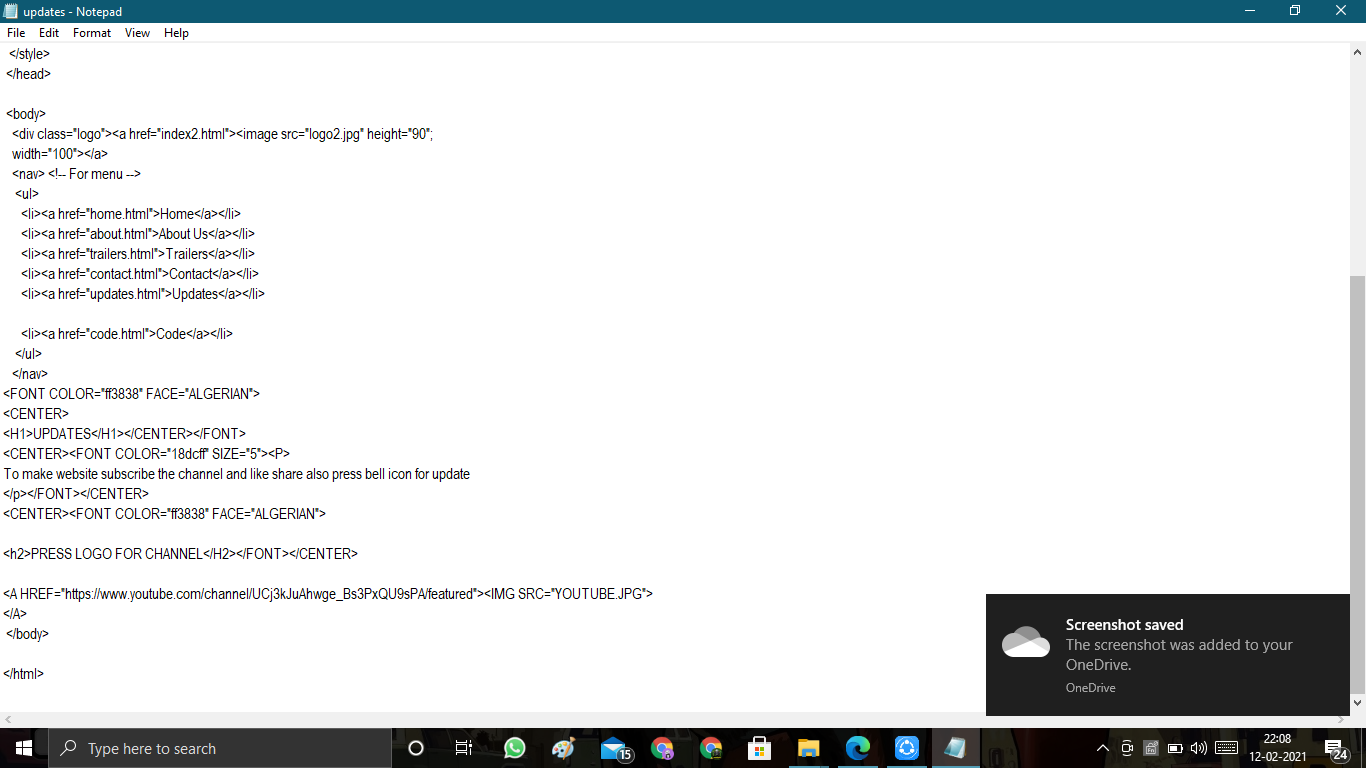 updates - Notepad
File Edit Format View Help
</style>
</head>
<body>
<div class="logo"><a href="index2.html"><image src="logo2.jpg" height="90";
width="100"></a>
<nav> <!-- For menu -->
<ul>
<li><a href="home.html">Home</a></li>
<li><a href="about.html">About Us</a></li>
<li><a href="trailers.html">Trailers</a></li>
<li><a href="contact.html">Contact</a></li>
<li><a href="updates.html">Updates</a></li>
<li><a href="code.html">Code</a></li>
</ul>
</nav>
<FONT COLOR="ff3838" FACE="ALGERIAN">
<CENTER>
<H1>UPDATES</H1></CENTER></FONT>
<CENTER><FONT COLOR="18dcff" SIZE="5"><P>
To make website subscribe the channel and like share also press bell icon for update
</p></FONT></CENTER>
<CENTER><FONT COLOR="ff3838" FACE="ALGERIAN">
<h2>PRESS LOGO FOR CHANNEL</H2></FONT></CENTER>
<A HREF="https://www.youtube.com/channel/UCj3kJuAhwge_Bs3PxQU9sPA/featured"><IMG SRC="YOUTUBE.JPG">
</A>
</body>
</html>
Screenshot saved
The screenshot was added to your
OneDrive.
OneDrive
Type here to search
15
22:08
12-02-2021
24